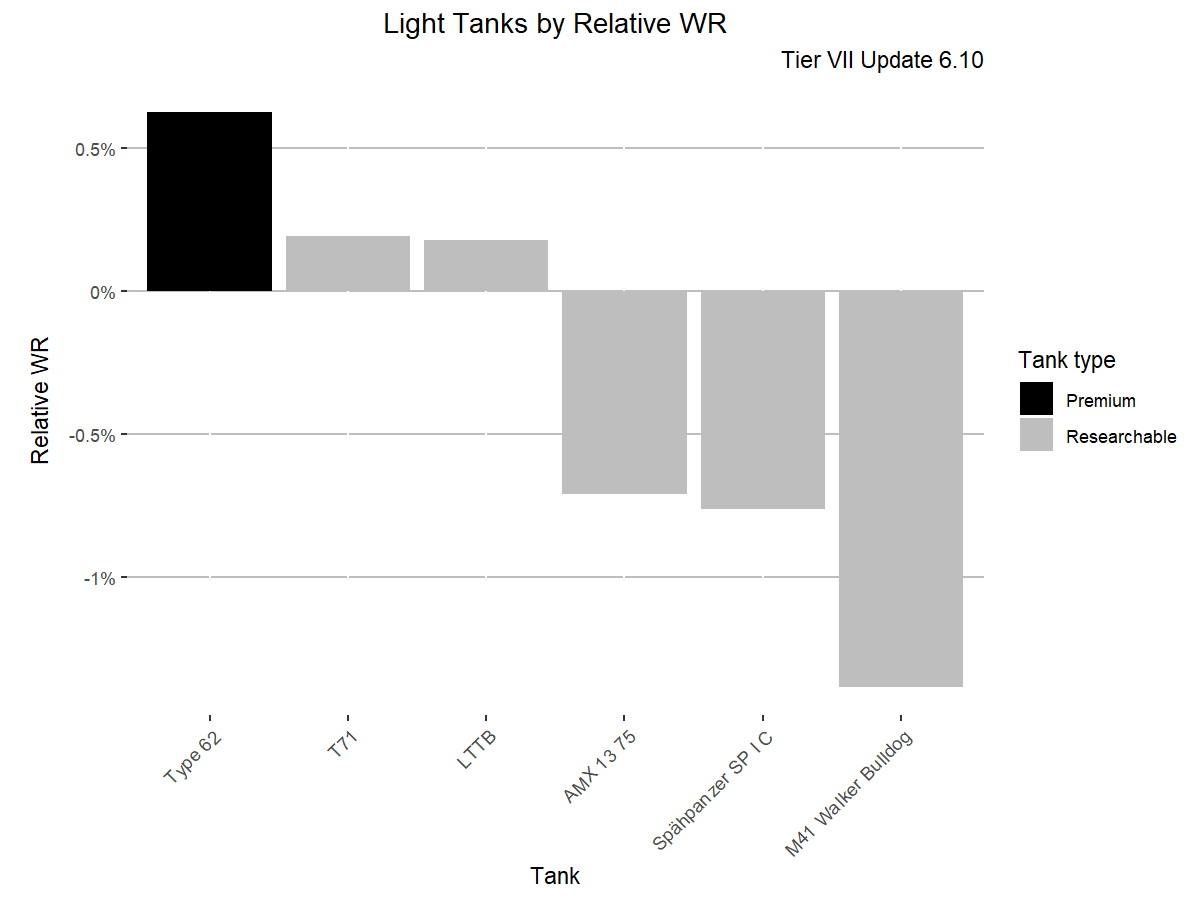 Light Tanks by Relative WR
Tier VII Update 6.10
0.5%
0%
-0.5%
-1%
Relative WR
Type 62
T71
LTTB
AMX 13 75
Spähpanzer SP I C
M41 Walker Bulldog
Tank
Tank type
Premium
Researchable